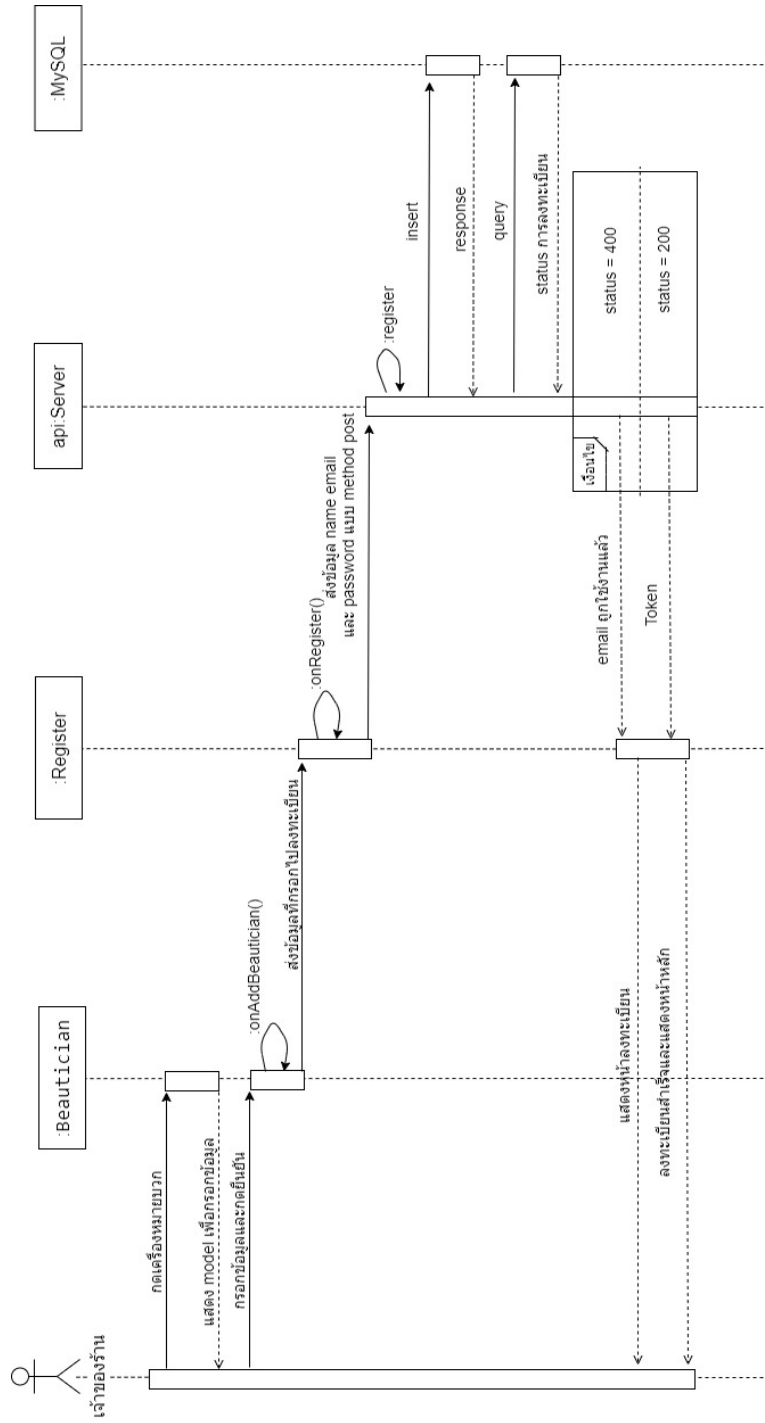 เจ้าของร้าน
:Beautician
:Register
api:Server
:MySQL
กดเครื่องหมายบวก
แสดง model เพื่อกรอกข้อมูล
กรอกข้อมูลและกดยืนยัน
:onAddBeautician()
ส่งข้อมูลที่กรอกไปลงทะเบียน
:onRegister()
ส่งข้อมูล name email
และ password แบบ method post
:register
insert
response
query
status การลงทะเบียน
เงื่อนไข
status = 400
email ถูกใช้งานแล้ว
แสดงหน้าลงทะเบียน
status = 200
Token
ลงทะเบียนสำเร็จและแสดงหน้าหลัก